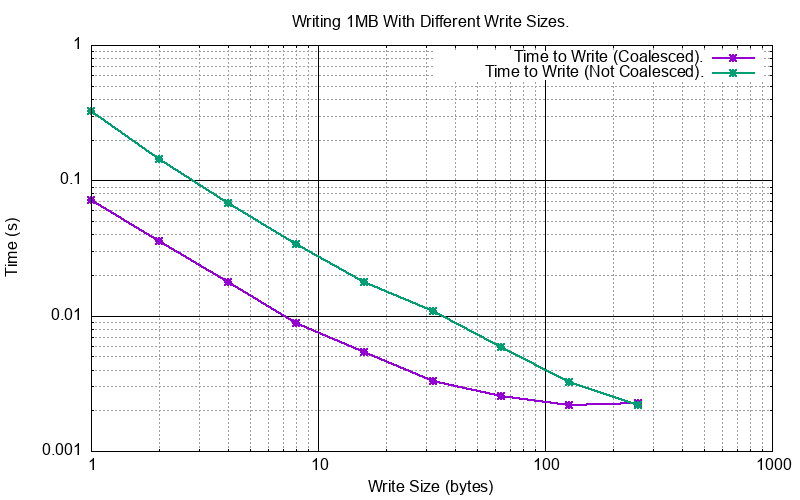 Writing 1MB With Different Write Sizes.
Time to Write (Coalesced).
Time to Write (Not Coalesced).
1
0.1
0.01
0.001
Time (s)
1 10 100 1000
Write Size (bytes)